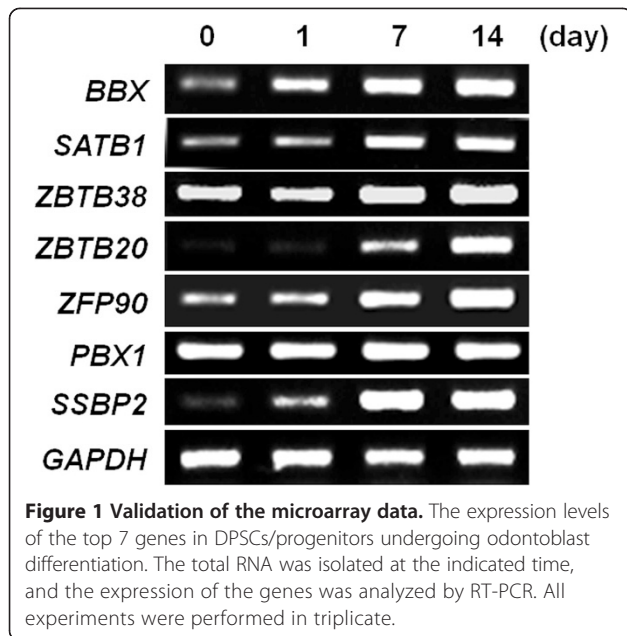 0 1 7 14 (day)
BBX
SATB1
ZBTB38
ZBTB20
ZFP90
PBX1
SSBP2
GAPDH
Figure 1 Validation of the microarray data. The expression levels
of the top 7 genes in DPSCs/progenitors undergoing odontoblast
differentiation. The total RNA was isolated at the indicated time,
and the expression of the genes was analyzed by RT-PCR. All
experiments were performed in triplicate.